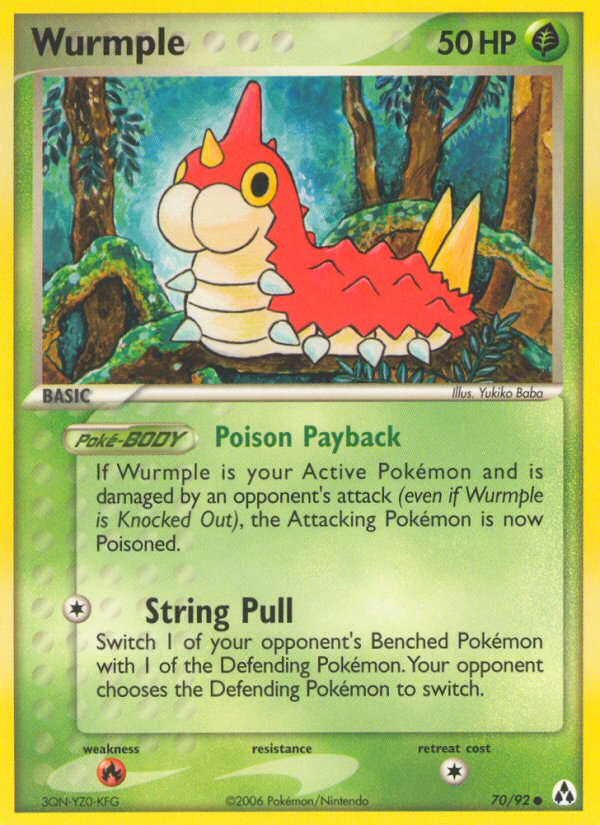 Wurmple
50 HP
BASIC
Illus. Yukiko Baba
Poké-BODY Poison Payback
If Wurmple is your Active Pokémon and is
damaged by an opponent's attack (even if Wurmple
is Knocked Out), the Attacking Pokémon is now
Poisoned.
String Pull
Switch 1 of your opponent's Benched Pokémon
with 1 of the Defending Pokémon. Your opponent
chooses the Defending Pokémon to switch.
weakness
resistance
retreat cost
3QN-YZ0-KFG
©2006 Pokémon/Nintendo
70/92